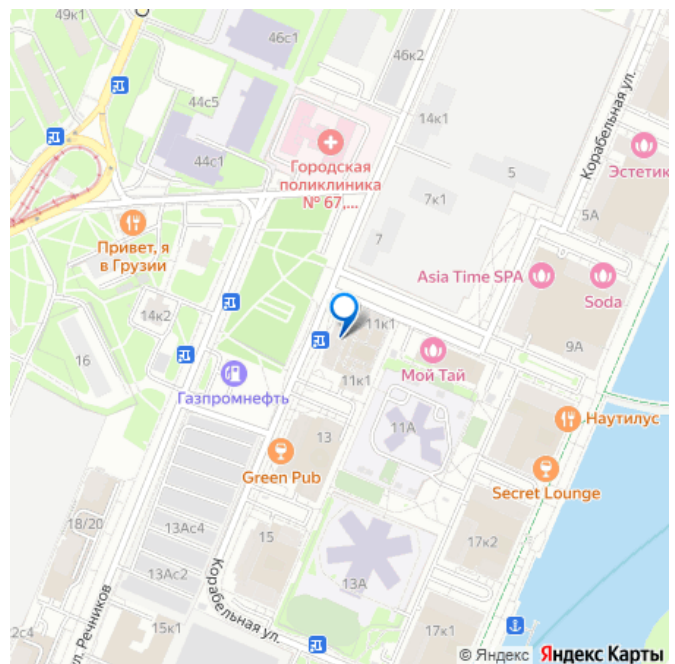 49к1
46с1
46к2
44с5
14к1
Корабельная ул.
44с1
Городская
поликлиника
№ 67,...
5
Эстетик
7к1
5А
7
Привет, я
в Грузии
Asia Time SPA
Soda
14к2
11к1
9А
16
Мой Тай
Газпромнефть
11к1
Наутилус
11А
13
Green Pub
Secret Lounge
18/20
13Ас4
15
17к2
13Ас2
13А
Корабельная ул.
ул. Речников
15к1
17к1
2с4
© Яндекс Яндекс Карты